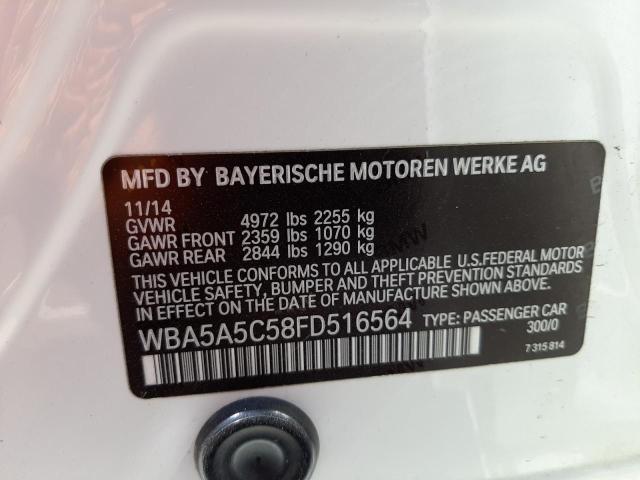 MFD BY BAYERISCHE MOTOREN WERKE AG
11/14
GVWR 4972 lbs 2255 kg
GAWR FRONT 2359 lbs 1070 kg
GAWR REAR 2844 lbs 1290 kg
THIS VEHICLE CONFORMS TO ALL APPLICABLE U.S.FEDERAL MOTOR
VEHICLE SAFETY, BUMPER AND THEFT PREVENTION STANDARDS
IN EFFECT ON THE DATE OF MANUFACTURE SHOWN ABOVE.
WBA5A5C58FD516564 TYPE: PASSENGER CAR
300/0
7 315 814